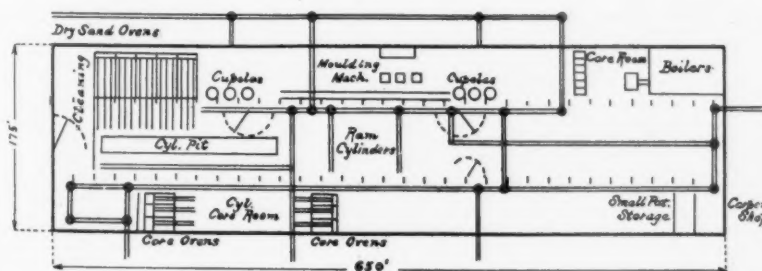 Dry Sand Ovens
Cleaning
Cupolas
Moulding
Mach.
Cupolas
Core Room
Boilers
175'
Cyl. Pit
Ram
Cylinders
Cyl.
Core Room
Small Pat.
Storage
Core Ovens
Core Ovens
650'